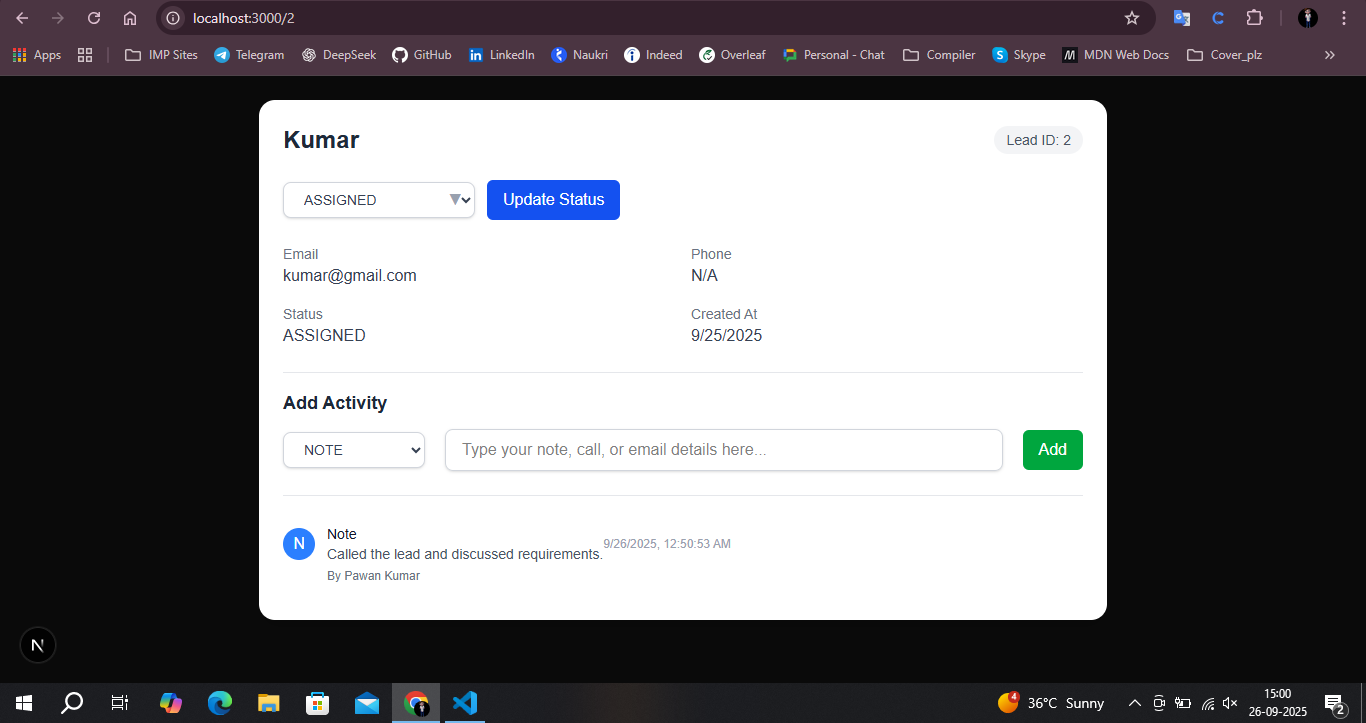 localhost:3000/2
Apps IMP Sites Telegram DeepSeek GitHub LinkedIn Naukri Indeed Overleaf Personal - Chat Compiler Skype MDN Web Docs Cover_plz »
Kumar Lead ID: 2
ASSIGNED Update Status
Email Phone
kumar@gmail.com N/A
Status Created At
ASSIGNED 9/25/2025
Add Activity
NOTE Type your note, call, or email details here... Add
N Note
Called the lead and discussed requirements. 9/26/2025, 12:50:53 AM
By Pawan Kumar
N
4 36°C Sunny 15:00
26-09-2025 2